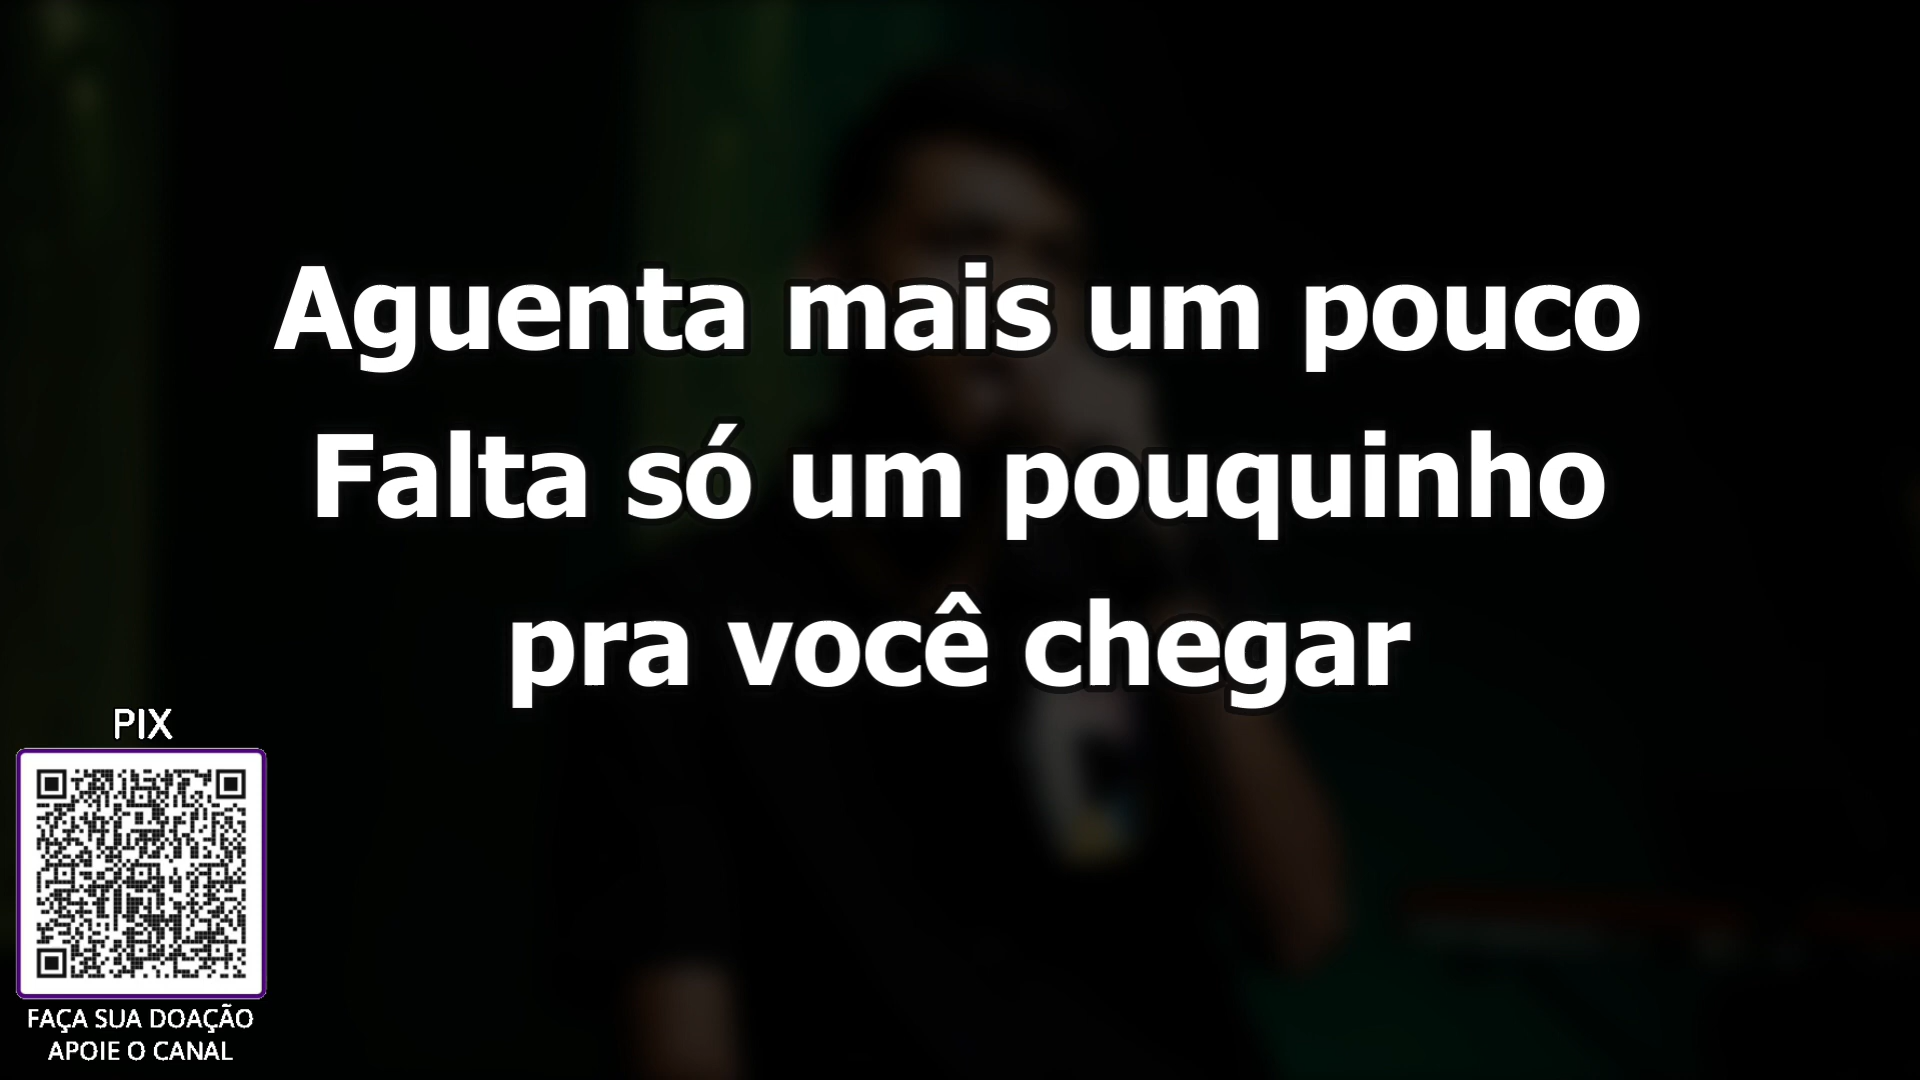 Aguenta mais um pouco
Falta só um pouquinho
pra você chegar
PIX
FAÇA SUA DOAÇÃO
APOIE O CANAL